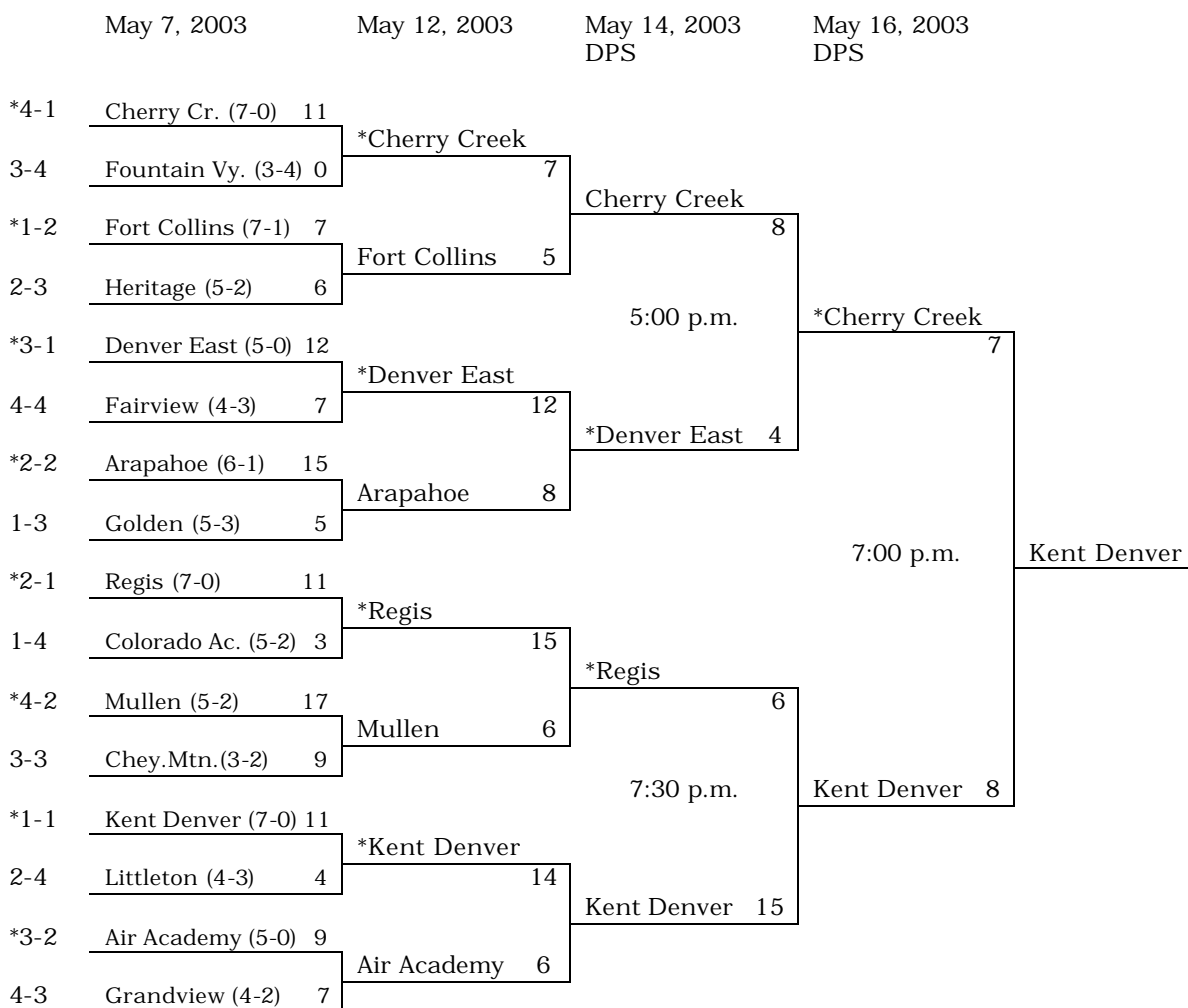 May 7, 2003 May 12, 2003 May 14, 2003 May 16, 2003
DPS DPS
*4-1 Cherry Cr. (7-0) 11
*Cherry Creek
3-4 Fountain Vy. (3-4) 0 7
Cherry Creek
*1-2 Fort Collins (7-1) 7 8
Fort Collins 5
2-3 Heritage (5-2) 6
5:00 p.m. *Cherry Creek
*3-1 Denver East (5-0) 12 7
*Denver East
4-4 Fairview (4-3) 7 12
*Denver East 4
*2-2 Arapahoe (6-1) 15
Arapahoe 8
1-3 Golden (5-3) 5
7:00 p.m. Kent Denver
*2-1 Regis (7-0) 11
*Regis
1-4 Colorado Ac. (5-2) 3 15
*Regis
*4-2 Mullen (5-2) 17 6
Mullen 6
3-3 Chey.Mtn.(3-2) 9
7:30 p.m. Kent Denver 8
*1-1 Kent Denver (7-0) 11
*Kent Denver
2-4 Littleton (4-3) 4 14
Kent Denver 15
*3-2 Air Academy (5-0) 9
Air Academy 6
4-3 Grandview (4-2) 7